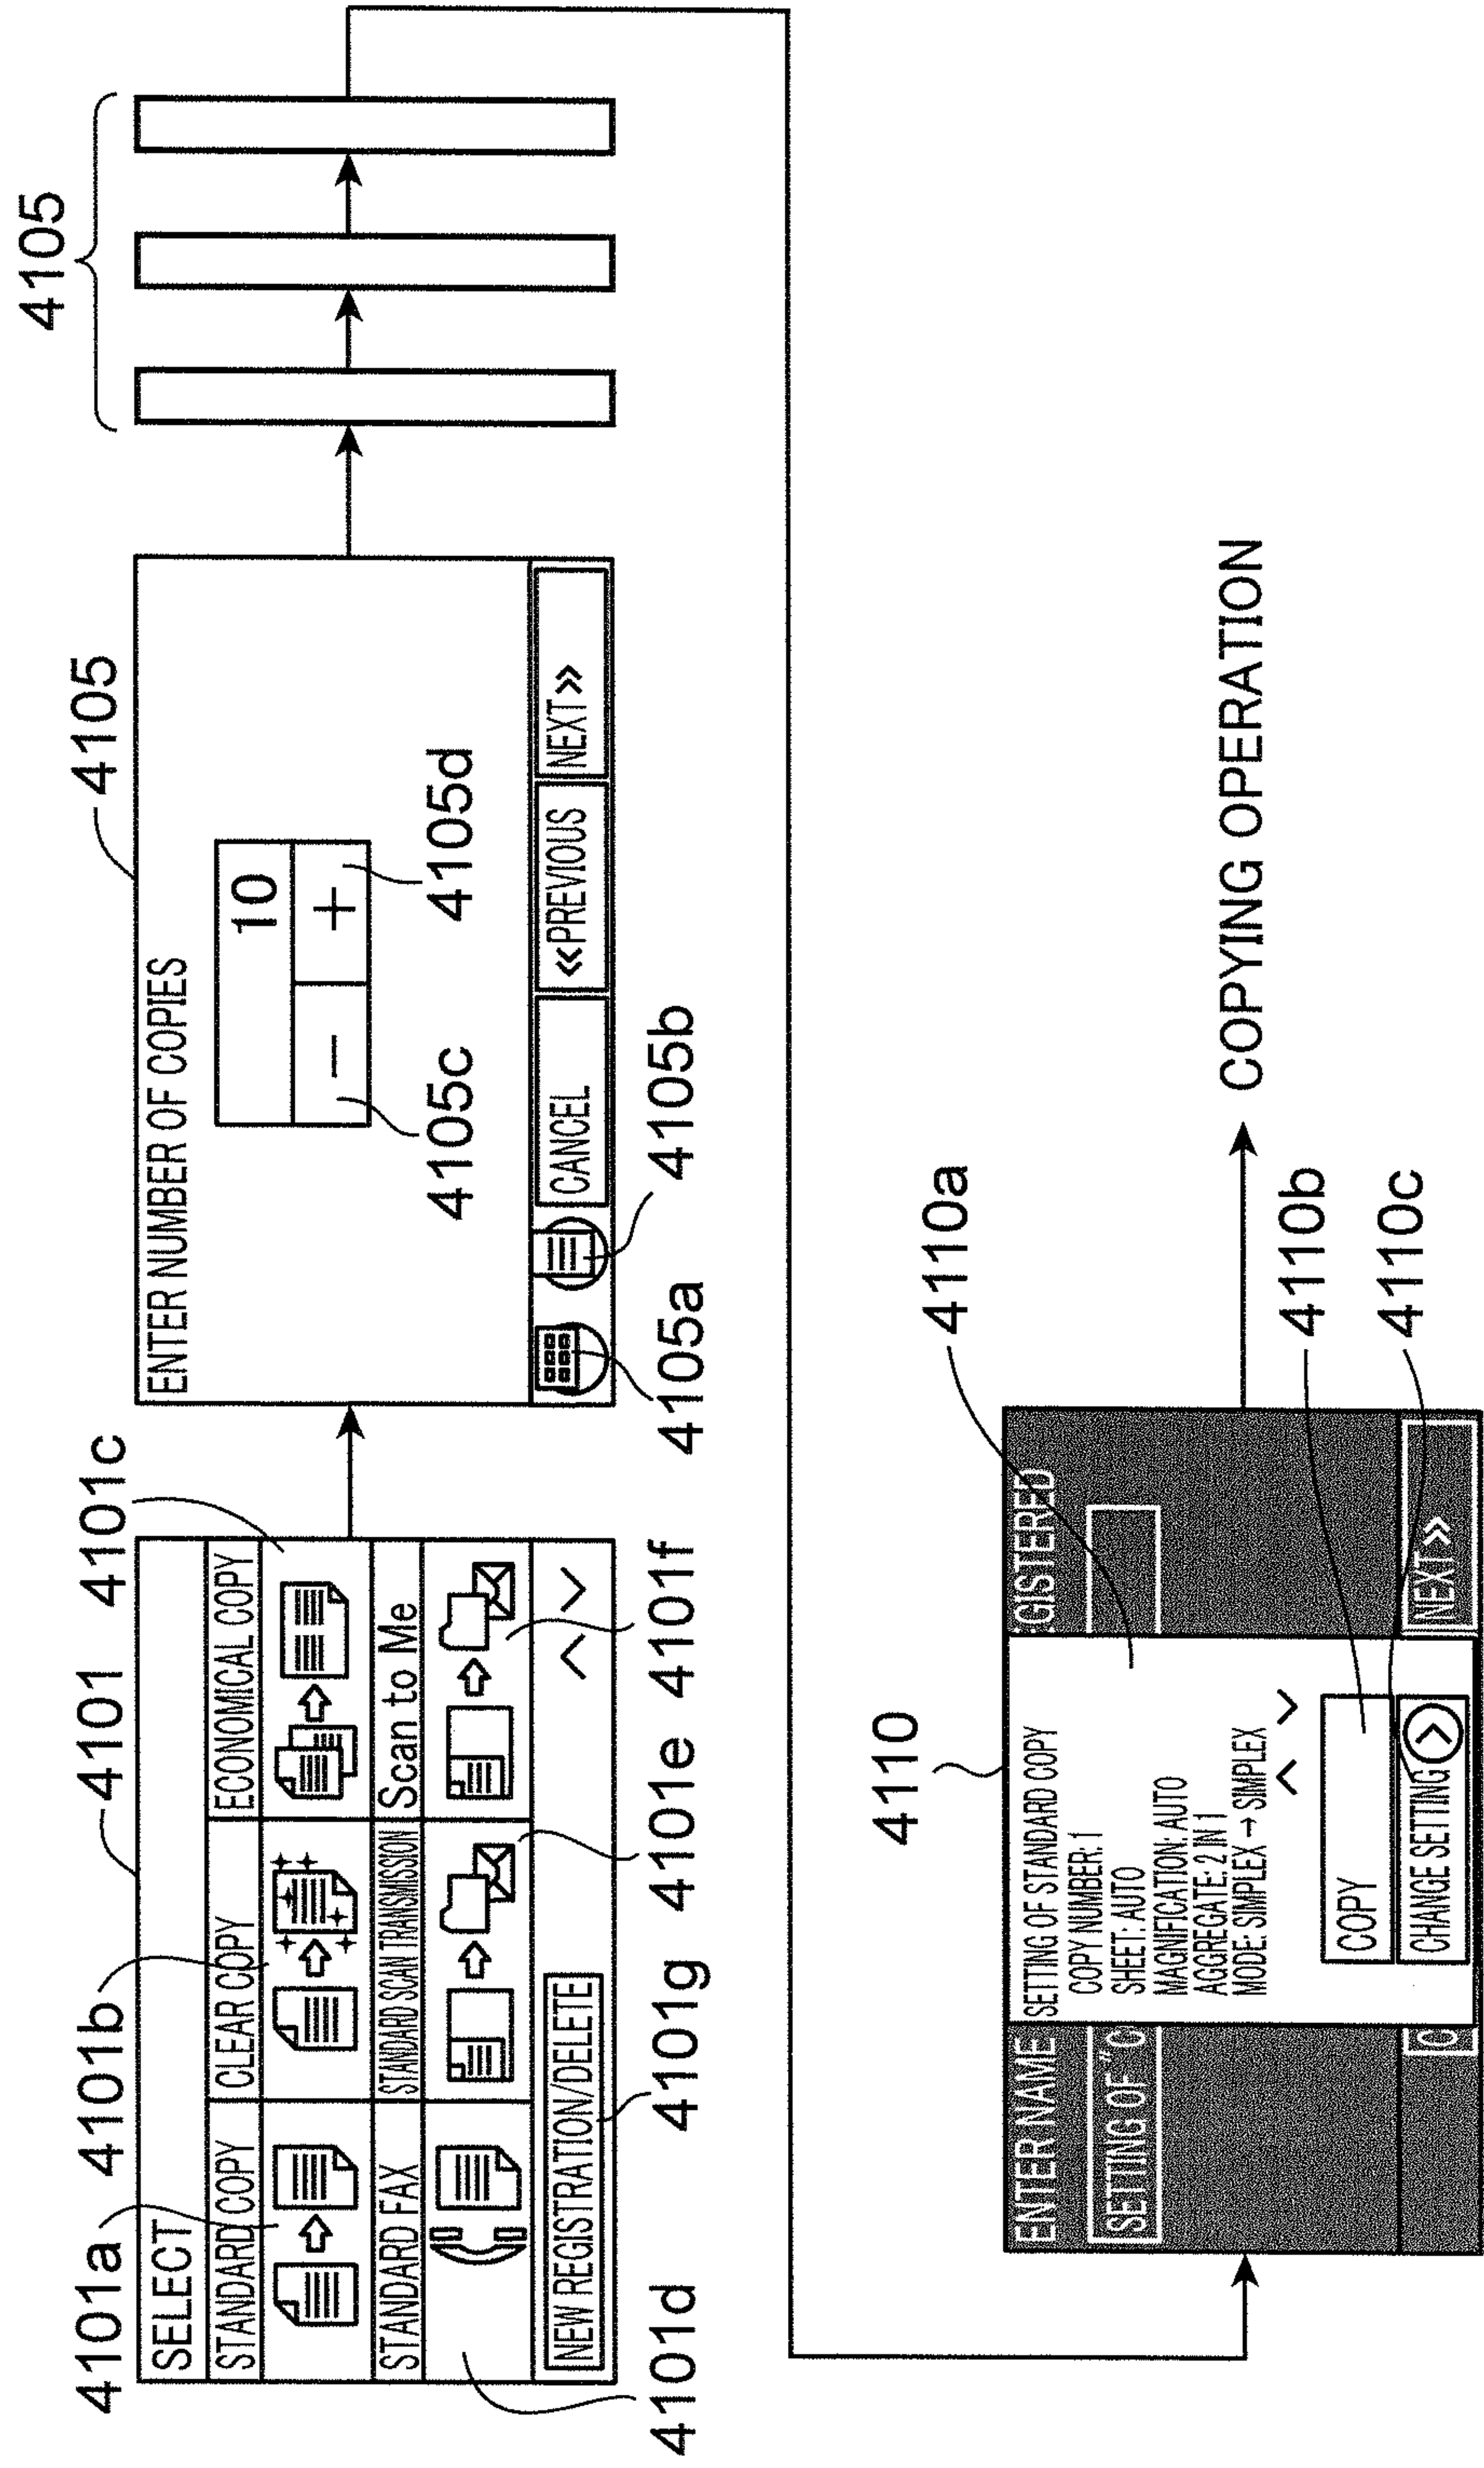 4101
4101a
4101b
4101c
SELECT
STANDARD COPY
CLEAR COPY
ECONOMICAL COPY
STANDARD FAX
STANDARD SCAN TRANSMISSION
Scan to Me
NEW REGISTRATION/DELETE
< >
4101d
4101g
4101e
4101f
4105
ENTER NUMBER OF COPIES
10
− +
4105c
4105d
CANCEL
«PREVIOUS
NEXT»
4105a
4105b
4105
4110
ENTER NAME
GISTERED
SETTING OF "C
SETTING OF STANDARD COPY
COPY NUMBER: 1
SHEET: AUTO
MAGNIFICATION: AUTO
AGGREGATE: 2 IN 1
MODE: SIMPLEX → SIMPLEX
< >
COPY
CHANGE SETTING >
NEXT»
4110a
4110b
4110c
COPYING OPERATION